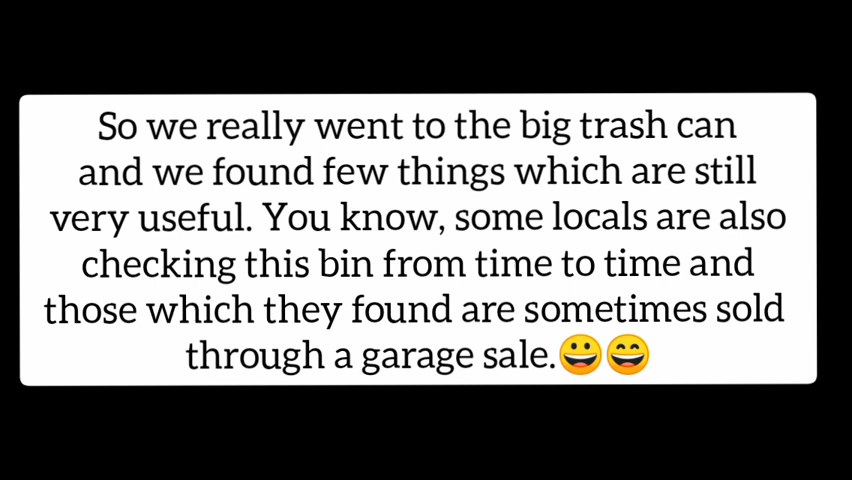 So we really went to the big trash can
and we found few things which are still
very useful. You know, some locals are also
checking this bin from time to time and
those which they found are sometimes sold
through a garage sale.😀😄